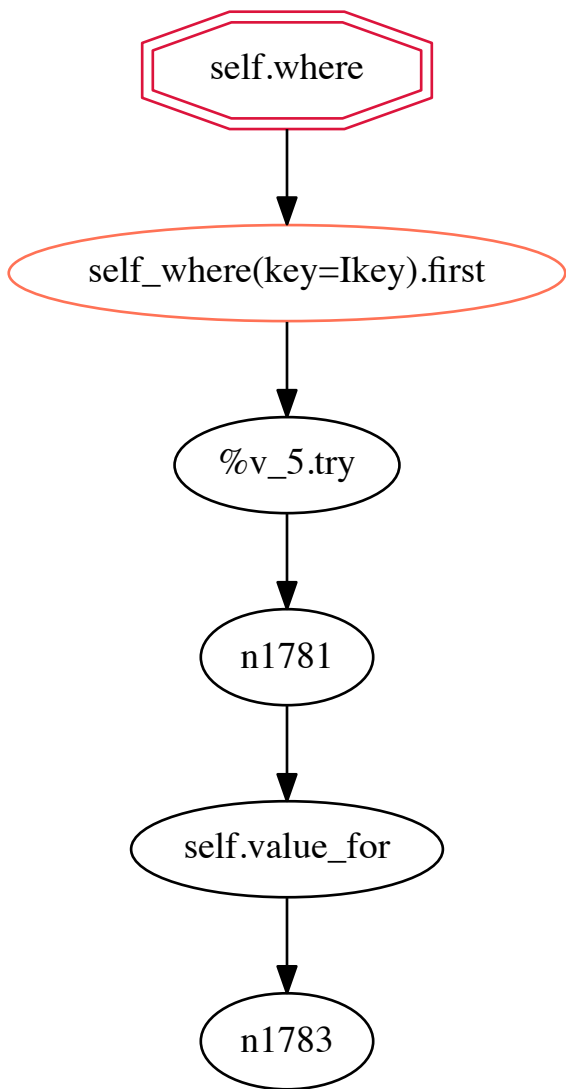 self.where
self_where(key=Ikey).first
%v_5.try
n1781
self.value_for
n1783